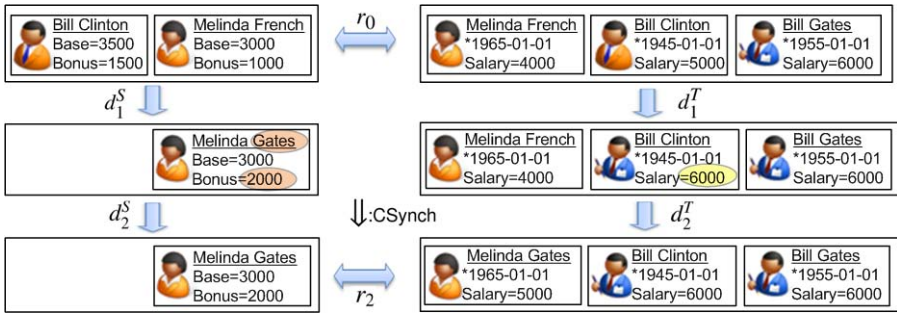 Bill Clinton
Base=3500
Bonus=1500
Melinda French
Base=3000
Bonus=1000
r0
Melinda French
*1965-01-01
Salary=4000
Bill Clinton
*1945-01-01
Salary=5000
Bill Gates
*1955-01-01
Salary=6000
d1S
d1T
Melinda Gates
Base=3000
Bonus=2000
Melinda French
*1965-01-01
Salary=4000
Bill Clinton
*1945-01-01
Salary=6000
Bill Gates
*1955-01-01
Salary=6000
d2S
⇓:CSynch
d2T
Melinda Gates
Base=3000
Bonus=2000
r2
Melinda Gates
*1965-01-01
Salary=5000
Bill Clinton
*1945-01-01
Salary=6000
Bill Gates
*1955-01-01
Salary=6000